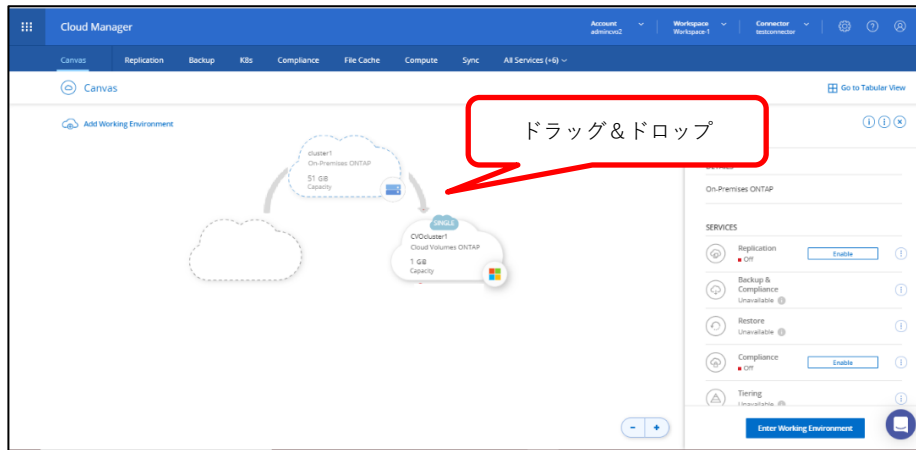 Cloud Manager
Account
admincvo2
Workspace
Workspace-1
Connector
testconnector
Canvas
Replication
Backup
K8s
Compliance
File Cache
Compute
Sync
All Services (+6)
Canvas
Go to Tabular View
Add Working Environment
ドラッグ＆ドロップ
cluster1
On-Premises ONTAP
51 GB
Capacity
SINGLE
CVOcluster1
Cloud Volumes ONTAP
1 GB
Capacity
On-Premises ONTAP
SERVICES
Replication
Off
Enable
Backup &
Compliance
Unavailable
Restore
Unavailable
Compliance
Off
Enable
Tiering
Unavailable
- +
Enter Working Environment